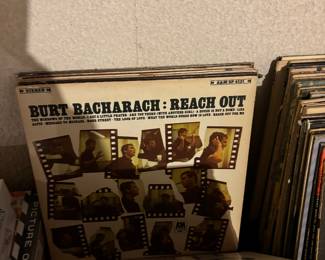 STEREO
A&M SP 4131
BURT BACHARACH : REACH OUT
THE WINDOWS OF THE WORLD · I SAY A LITTLE PRAYER · ARE YOU THERE (WITH ANOTHER GIRL) · A HOUSE IS NOT A HOME · LISA
ALFIE · MESSAGE TO MICHAEL · BOND STREET · THE LOOK OF LOVE · WHAT THE WORLD NEEDS NOW IS LOVE · REACH OUT FOR ME
A&M
PICTURE